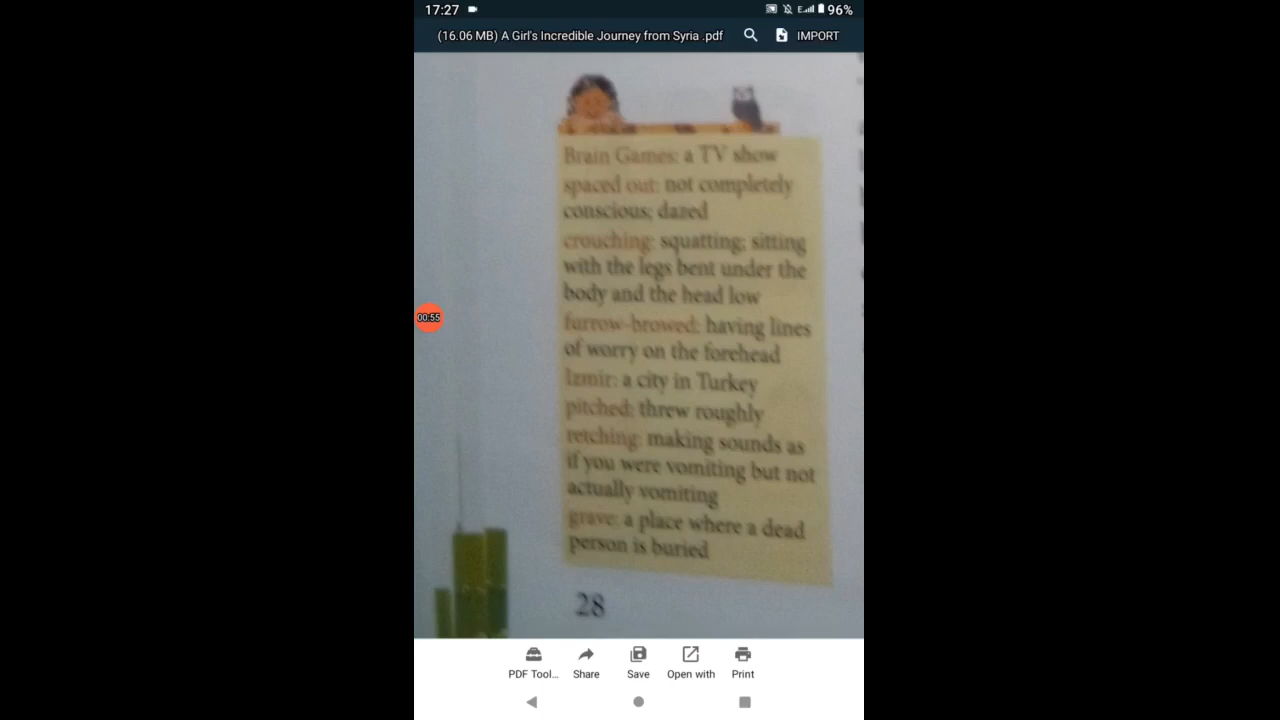 17:27
96%
(16.06 MB) A Girl's Incredible Journey from Syria .pdf
IMPORT
Brain Games: a TV show
spaced out: not completely
conscious; dazed
crouching: squatting; sitting
with the legs bent under the
body and the head low
furrow-browed: having lines
of worry on the forehead
Izmir: a city in Turkey
pitched: threw roughly
retching: making sounds as
if you were vomiting but not
actually vomiting
grave: a place where a dead
person is buried
28
00:55
PDF Tool...
Share
Save
Open with
Print